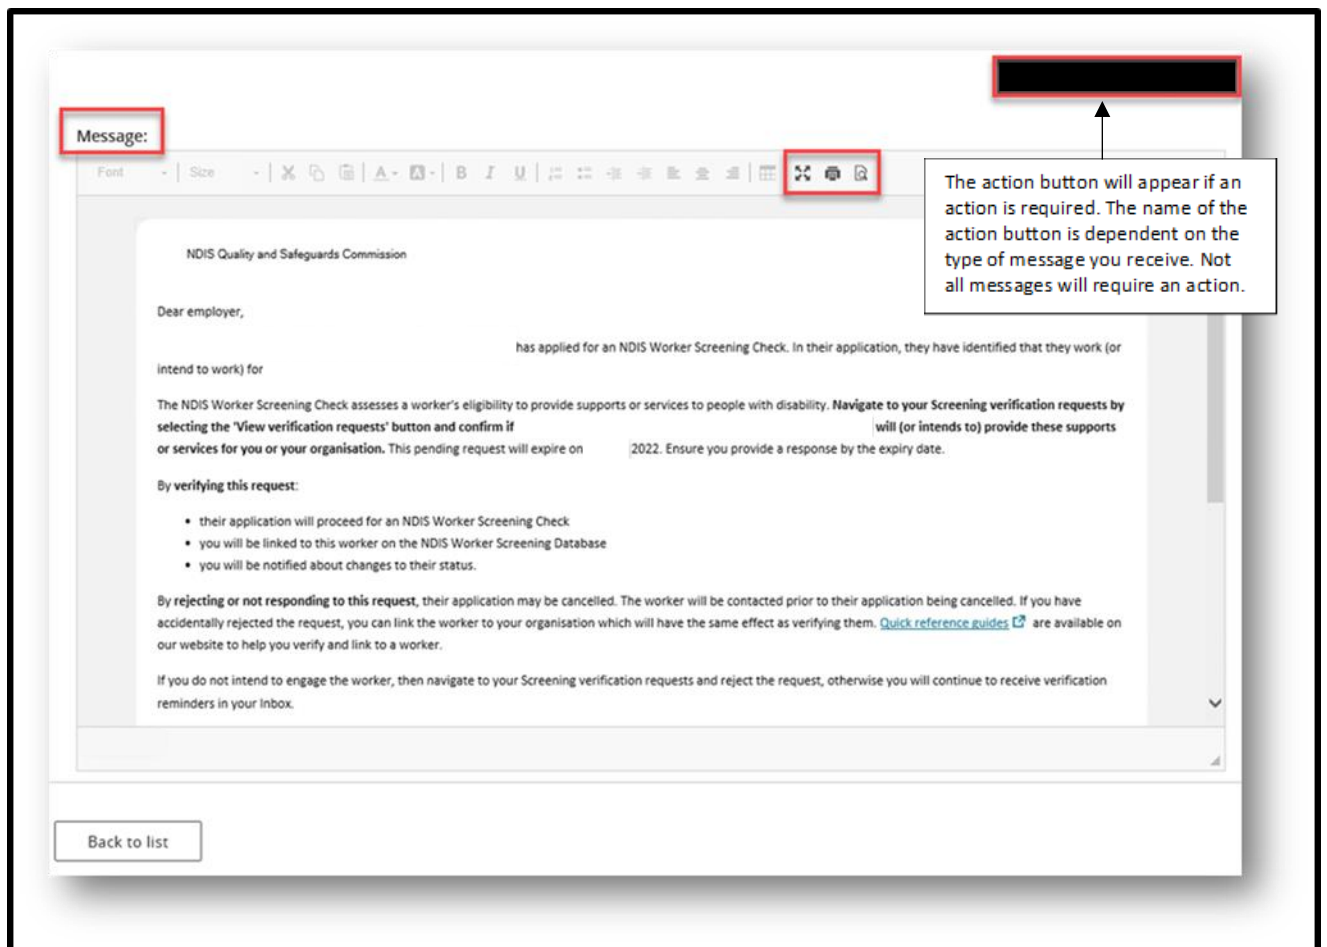 Message:
Font
Size
B I U
The action button will appear if an
action is required. The name of the
action button is dependent on the
type of message you receive. Not
all messages will require an action.
NDIS Quality and Safeguards Commission
Dear employer,
has applied for an NDIS Worker Screening Check. In their application, they have identified that they work (or
intend to work) for
The NDIS Worker Screening Check assesses a worker's eligibility to provide supports or services to people with disability. Navigate to your Screening verification requests by
selecting the 'View verification requests' button and confirm if will (or intends to) provide these supports
or services for you or your organisation. This pending request will expire on 2022. Ensure you provide a response by the expiry date.
By verifying this request:
• their application will proceed for an NDIS Worker Screening Check
• you will be linked to this worker on the NDIS Worker Screening Database
• you will be notified about changes to their status.
By rejecting or not responding to this request, their application may be cancelled. The worker will be contacted prior to their application being cancelled. If you have
accidentally rejected the request, you can link the worker to your organisation which will have the same effect as verifying them. Quick reference guides are available on
our website to help you verify and link to a worker.
If you do not intend to engage the worker, then navigate to your Screening verification requests and reject the request, otherwise you will continue to receive verification
reminders in your Inbox.
Back to list